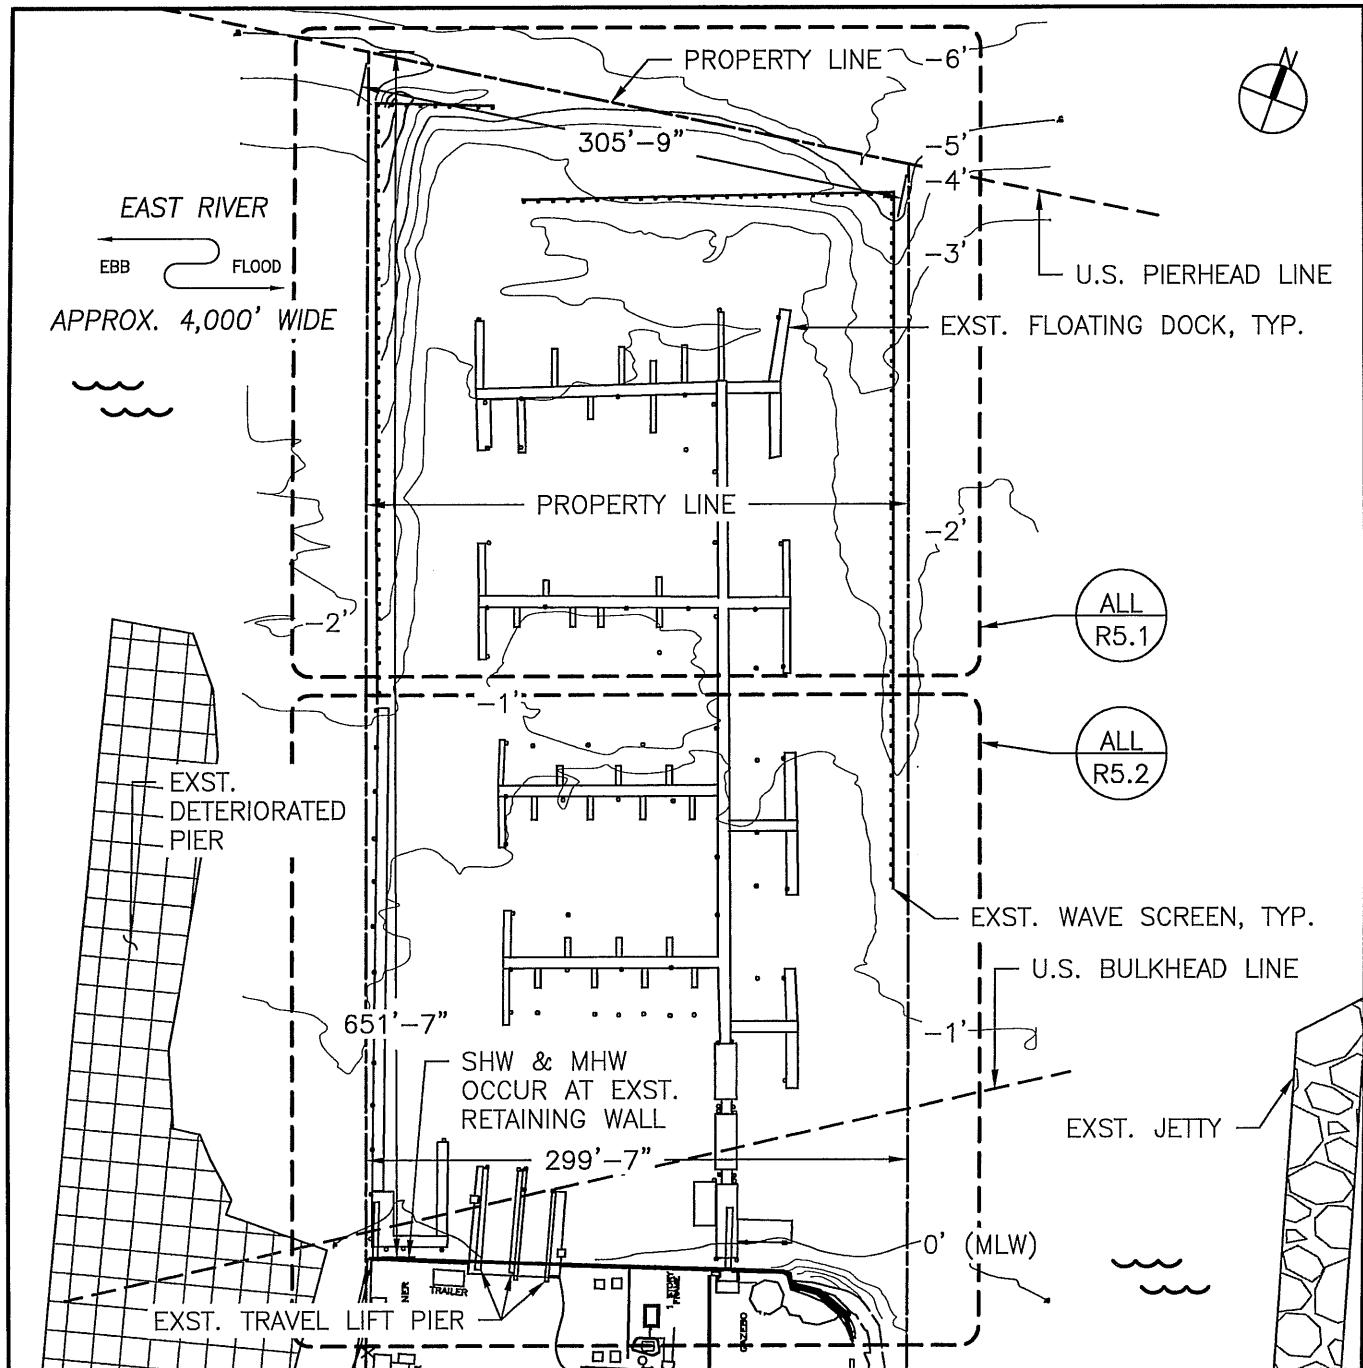 N
PROPERTY LINE
-6'
305'-9"
-5'
-4'
EAST RIVER
EBB
FLOOD
APPROX. 4,000' WIDE
-3'
U.S. PIERHEAD LINE
EXST. FLOATING DOCK, TYP.
PROPERTY LINE
-2'
-2'
ALL
R5.1
-1'
ALL
R5.2
EXST.
DETERIORATED
PIER
EXST. WAVE SCREEN, TYP.
U.S. BULKHEAD LINE
651'-7"
-1'
SHW & MHW
OCCUR AT EXST.
RETAINING WALL
EXST. JETTY
299'-7"
0' (MLW)
TRAILER
EXST. TRAVEL LIFT PIER